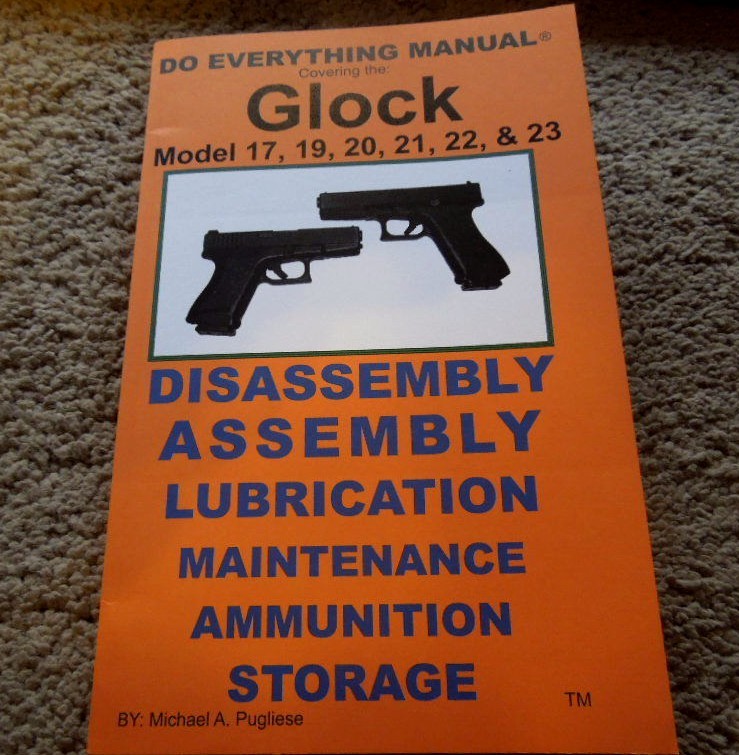 DO EVERYTHING MANUAL®
Covering the:
Glock
Model 17, 19, 20, 21, 22, & 23
DISASSEMBLY
ASSEMBLY
LUBRICATION
MAINTENANCE
AMMUNITION
STORAGE
TM
BY: Michael A. Pugliese